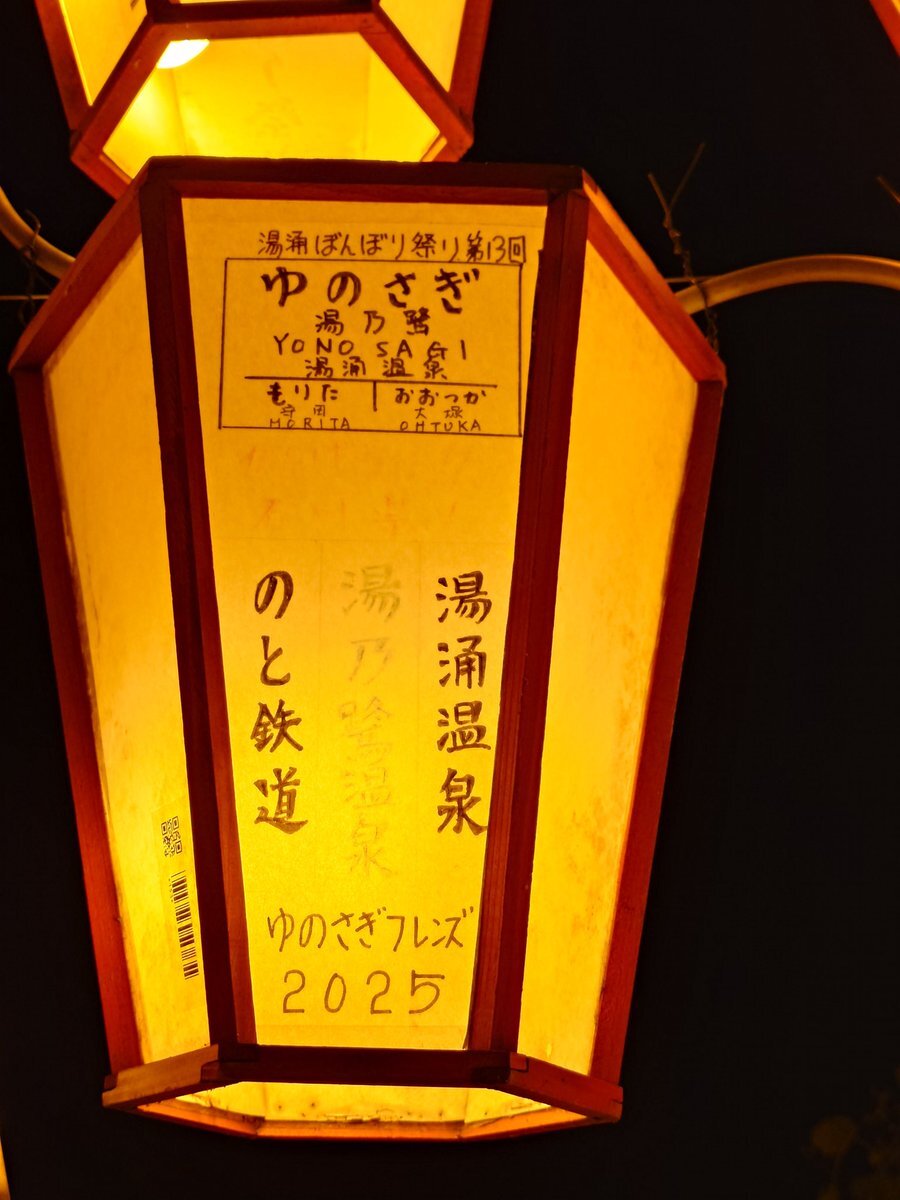 湯涌ぼんぼり祭り第13回
ゆのさぎ
湯乃鷺
YONO SAGI
湯涌温泉
もりた
守田
MORITA
おおつか
大塚
OHTUKA
湯涌温泉
湯乃鷺温泉
のと鉄道
ゆのさぎフレンズ
2025